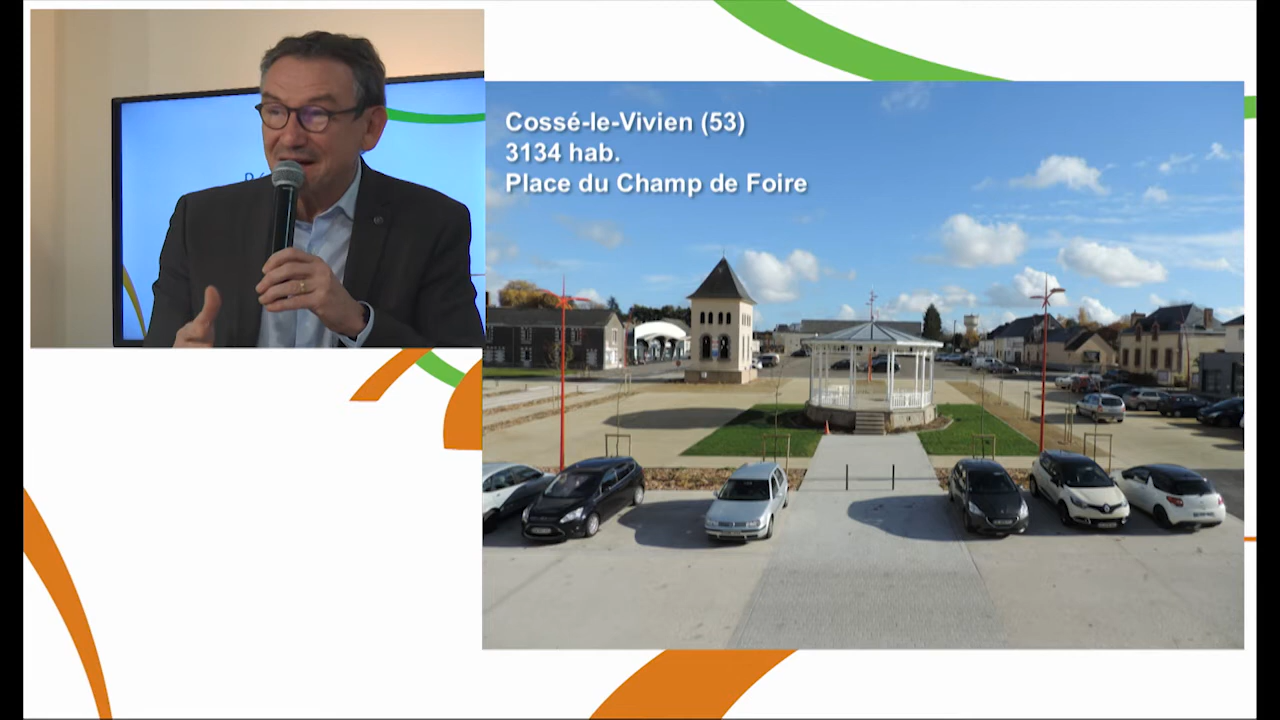 Cossé-le-Vivien (53)
3134 hab.
Place du Champ de Foire